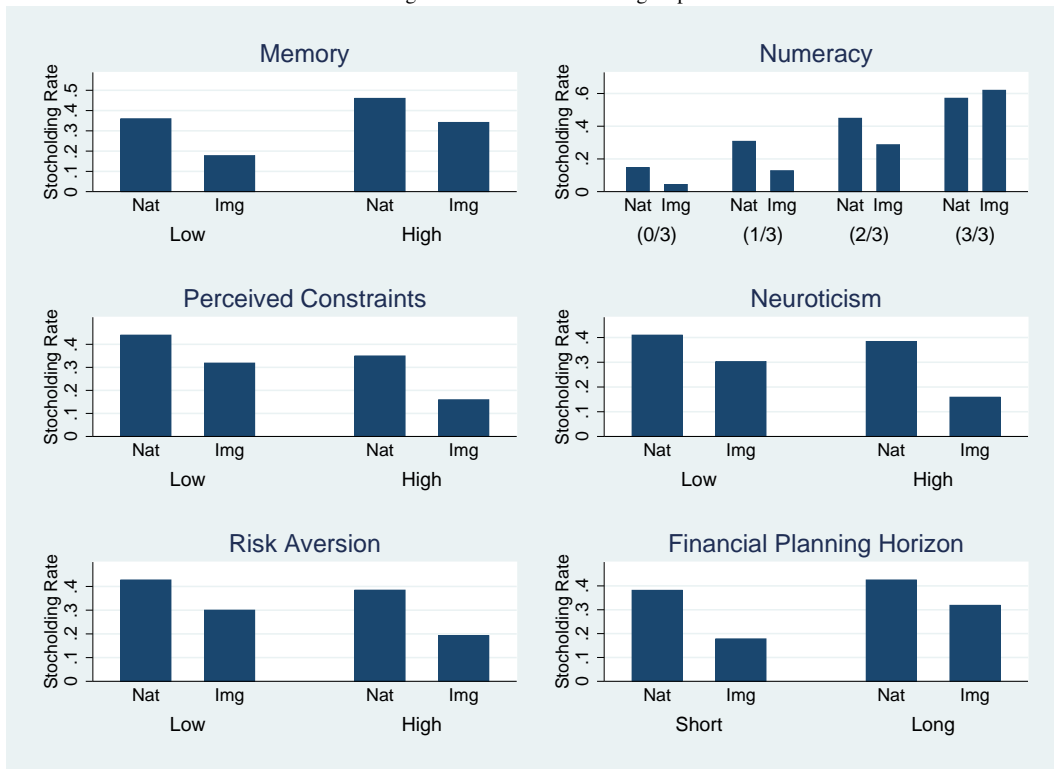 Memory
Stocholding Rate
0 .1 .2 .3 .4 .5
Nat Img Nat Img
Low High
Numeracy
Stocholding Rate
0 .2 .4 .6
Nat Img Nat Img Nat Img Nat Img
(0/3) (1/3) (2/3) (3/3)
Perceived Constraints
Stocholding Rate
0 .1 .2 .3 .4
Nat Img Nat Img
Low High
Neuroticism
Stocholding Rate
0 .1 .2 .3 .4
Nat Img Nat Img
Low High
Risk Aversion
Stocholding Rate
0 .1 .2 .3 .4
Nat Img Nat Img
Low High
Financial Planning Horizon
Stocholding Rate
0 .1 .2 .3 .4
Nat Img Nat Img
Short Long